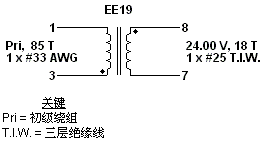 EE19
1
8
Pri, 85 T
1 x #33 AWG
24.00 V, 18 T
1 x #25 T.I.W.
3
7
关键
Pri = 初级绕组
T.I.W. = 三层绝缘线